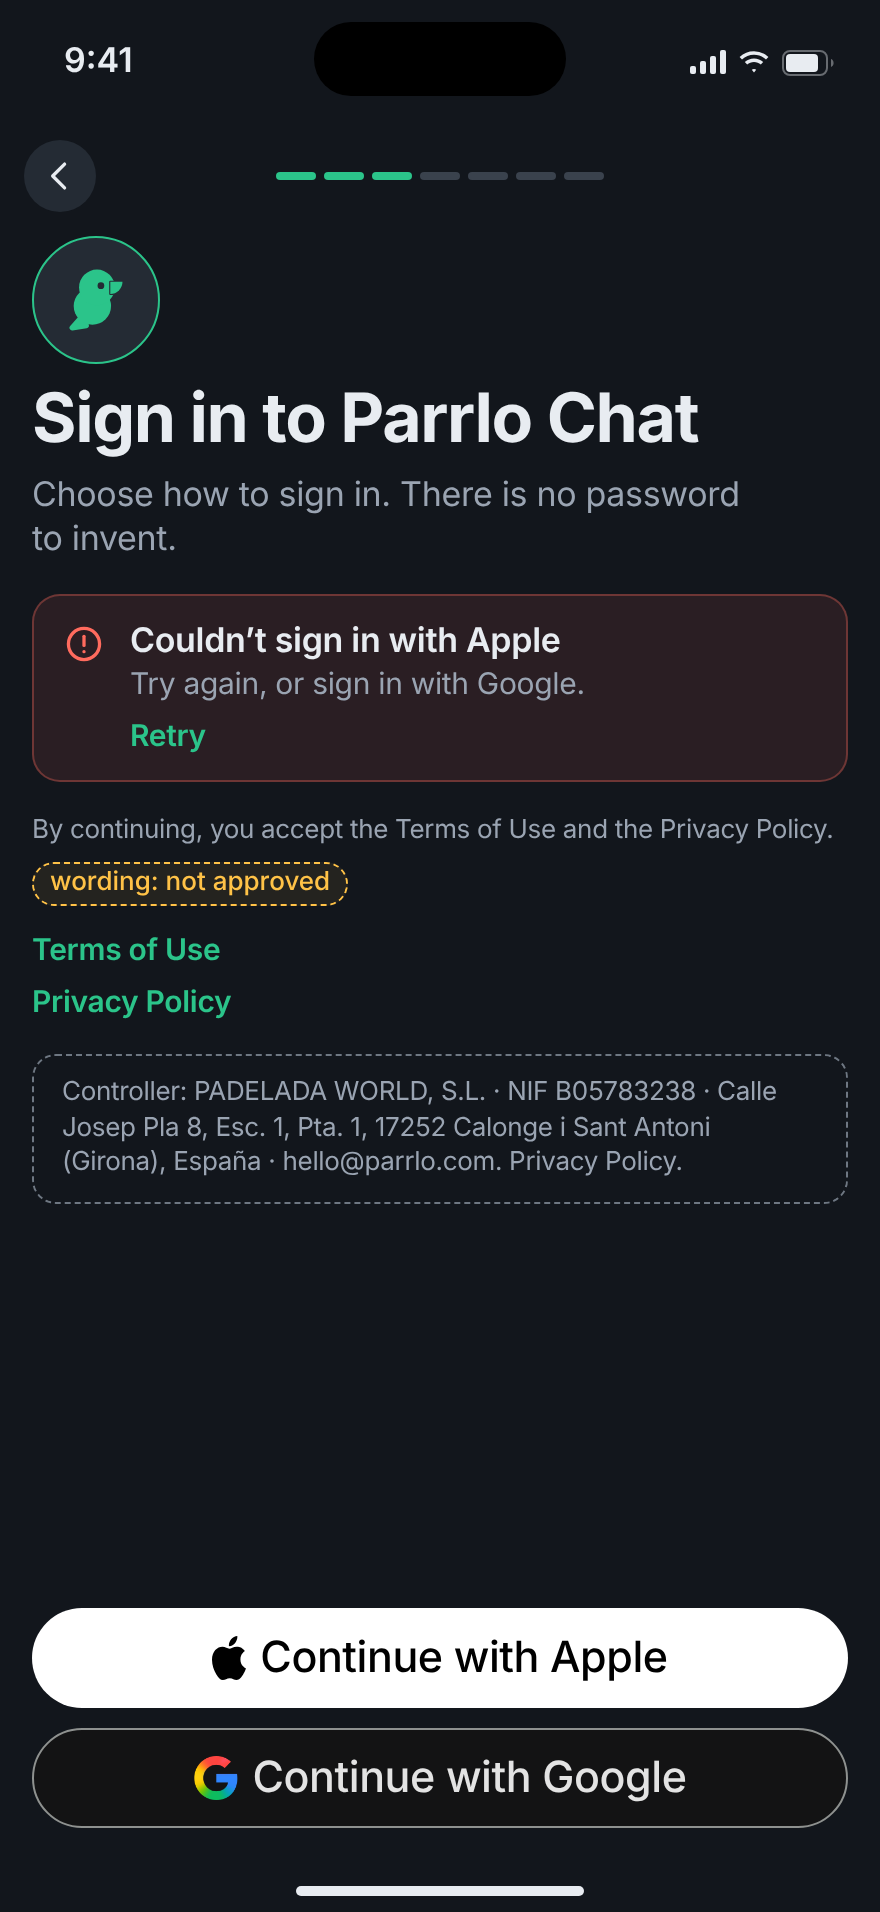 9:41
Sign in to Parrlo Chat
Choose how to sign in. There is no password
to invent.
Couldn’t sign in with Apple
Try again, or sign in with Google.
Retry
By continuing, you accept the Terms of Use and the Privacy Policy.
wording: not approved
Terms of Use
Privacy Policy
Controller: PADELADA WORLD, S.L. · NIF B05783238 · Calle
Josep Pla 8, Esc. 1, Pta. 1, 17252 Calonge i Sant Antoni
(Girona), España · hello@parrlo.com. Privacy Policy.
Continue with Apple
Continue with Google